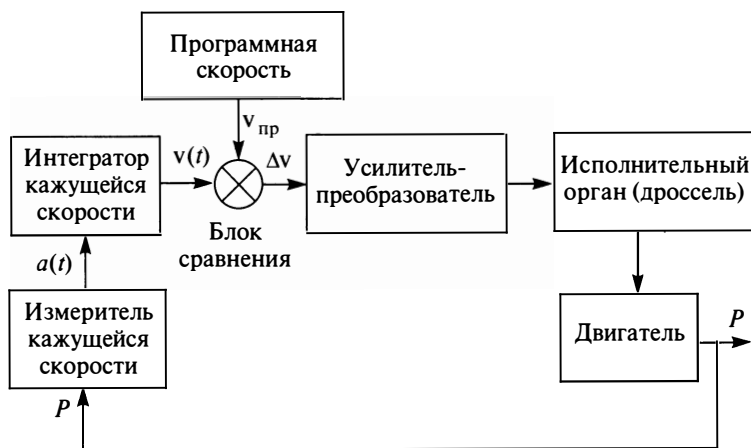 Программная
скорость
v пр
Интегратор
кажущейся
скорости
v(t)
Δv
Усилитель-
преобразователь
Исполнительный
орган (дроссель)
Блок
сравнения
a(t)
Измеритель
кажущейся
скорости
Двигатель
P
P